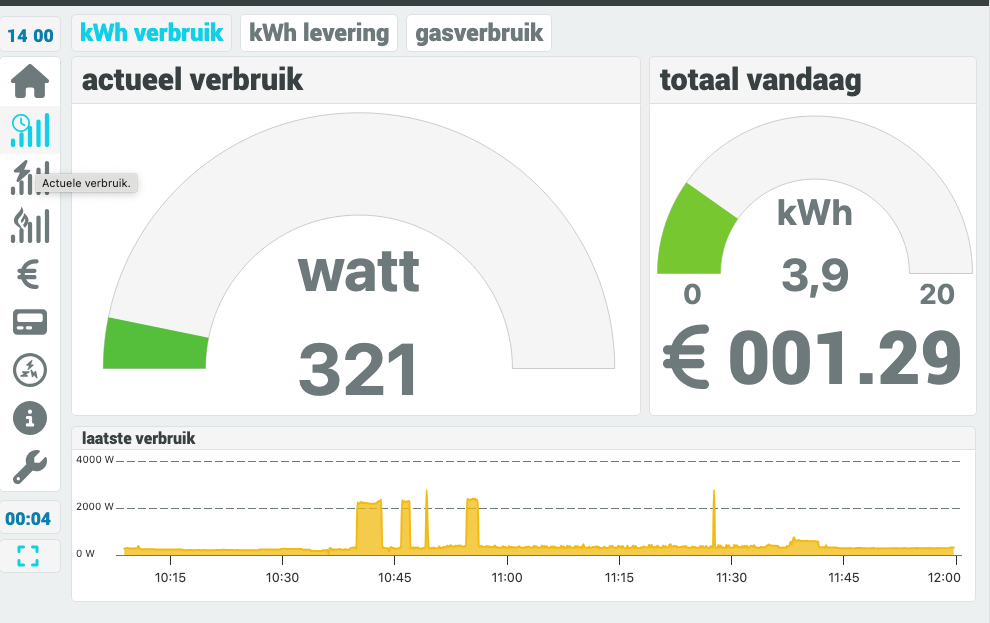 14 00
kWh verbruik
kWh levering
gasverbruik
actueel verbruik
totaal vandaag
Actuele verbruik.
watt
321
kWh
3,9
0
20
€ 001.29
laatste verbruik
4000 W
2000 W
0 W
10:15
10:30
10:45
11:00
11:15
11:30
11:45
12:00
00:04